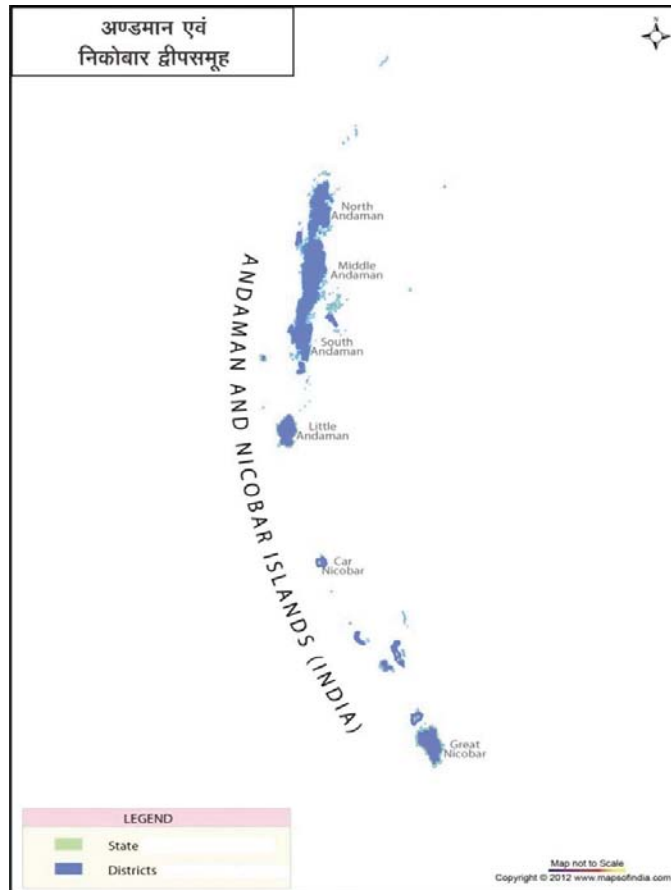 अण्डमान एवं
निकोबार द्वीपसमूह
North
Andaman
Middle
Andaman
South
Andaman
Little
Andaman
ANDAMAN AND NICOBAR ISLANDS (INDIA)
Car
Nicobar
Great
Nicobar
LEGEND
State
Districts
Map not to Scale
Copyright © 2012 www.mapsofindia.com